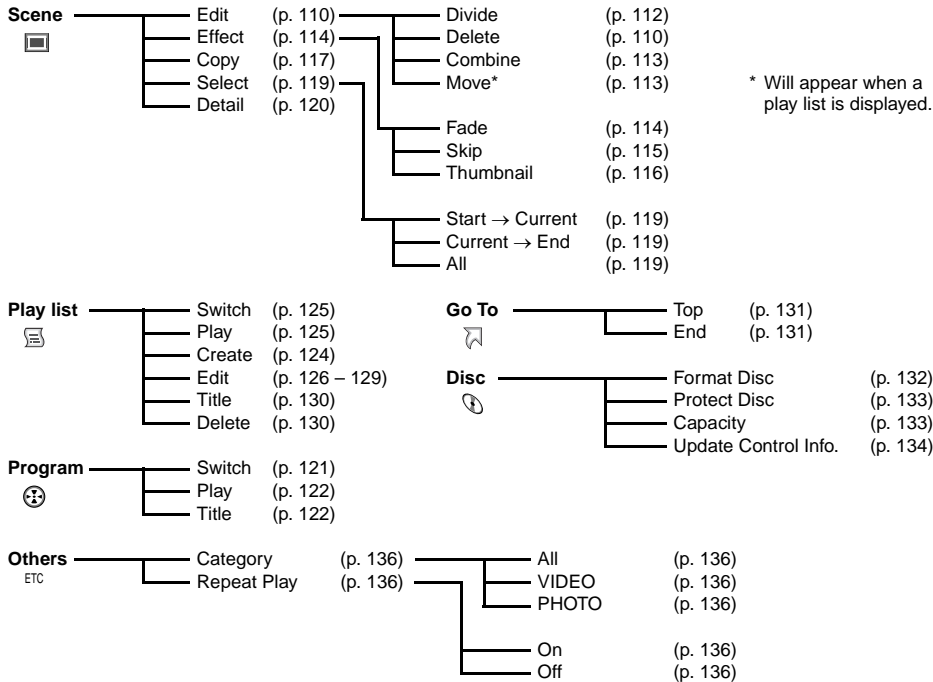 Scene Edit (p. 110) Divide (p. 112)
Effect (p. 114) Delete (p. 110)
Copy (p. 117) Combine (p. 113)
Select (p. 119) Move* (p. 113) * Will appear when a
Detail (p. 120) play list is displayed.
Fade (p. 114)
Skip (p. 115)
Thumbnail (p. 116)
Start → Current (p. 119)
Current → End (p. 119)
All (p. 119)
Play list Switch (p. 125) Go To Top (p. 131)
Play (p. 125) End (p. 131)
Create (p. 124)
Edit (p. 126 – 129) Disc Format Disc (p. 132)
Title (p. 130) Protect Disc (p. 133)
Delete (p. 130) Capacity (p. 133)
Update Control Info. (p. 134)
Program Switch (p. 121)
Play (p. 122)
Title (p. 122)
Others Category (p. 136) All (p. 136)
ETC Repeat Play (p. 136) VIDEO (p. 136)
PHOTO (p. 136)
On (p. 136)
Off (p. 136)